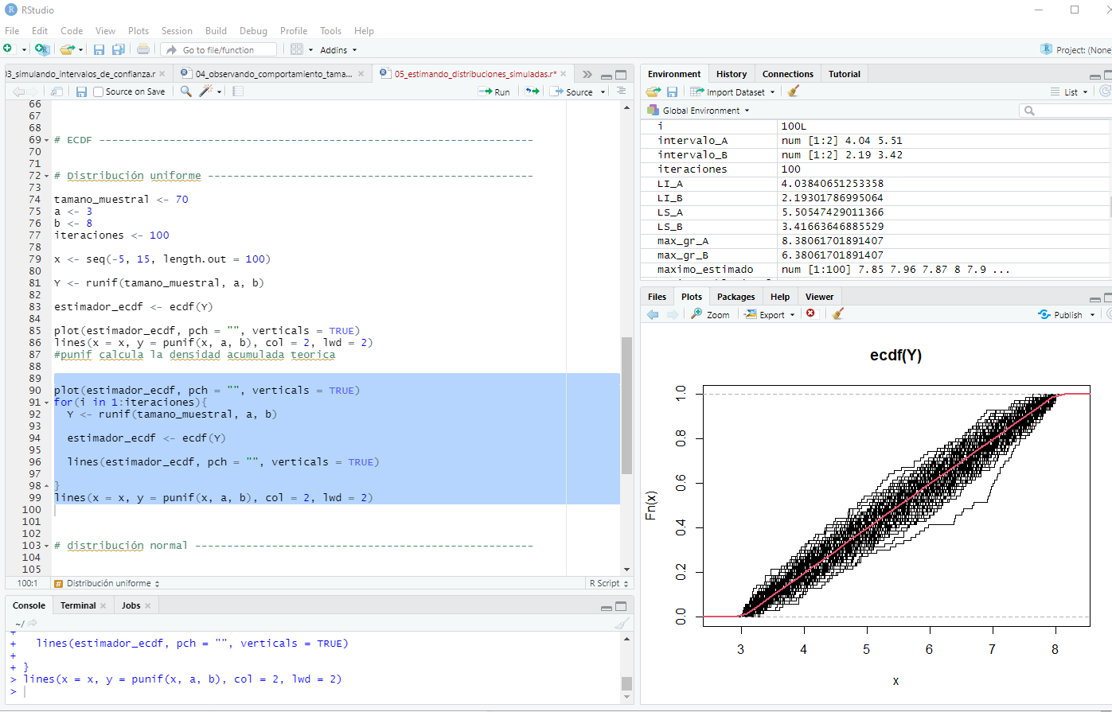 RStudio
File Edit Code View Plots Session Build Debug Profile Tools Help
Go to file/function Addins Project: (None
03_simulando_intervalos_de_confianza.r 04_observando_comportamiento_tama... 05_estimando_distribuciones_simuladas.r*
Source on Save Run Source
66
67
68
69 # ECDF --------------------------------------------------------------------
70
71
72 # Distribución uniforme ---------------------------------------------------
73
74 tamano_muestral <- 70
75 a <- 3
76 b <- 8
77 iteraciones <- 100
78
79 x <- seq(-5, 15, length.out = 100)
80
81 Y <- runif(tamano_muestral, a, b)
82
83 estimador_ecdf <- ecdf(Y)
84
85 plot(estimador_ecdf, pch = "", verticals = TRUE)
86 lines(x = x, y = punif(x, a, b), col = 2, lwd = 2)
87 #punif calcula la densidad acumulada teorica
88
89
90 plot(estimador_ecdf, pch = "", verticals = TRUE)
91 for(i in 1:iteraciones){
92 Y <- runif(tamano_muestral, a, b)
93
94 estimador_ecdf <- ecdf(Y)
95
96 lines(estimador_ecdf, pch = "", verticals = TRUE)
97
98 }
99 lines(x = x, y = punif(x, a, b), col = 2, lwd = 2)
100
101
102
103 # distribución normal -----------------------------------------------------
104
105
100:1 # Distribución uniforme R Script
Console Terminal Jobs
~/
+
+ lines(estimador_ecdf, pch = "", verticals = TRUE)
+
+ }
> lines(x = x, y = punif(x, a, b), col = 2, lwd = 2)
>
Environment History Connections Tutorial
Import Dataset List
R Global Environment
i 100L
intervalo_A num [1:2] 4.04 5.51
intervalo_B num [1:2] 2.19 3.42
iteraciones 100
LI_A 4.03840651253358
LI_B 2.19301786995064
LS_A 5.50547429011366
LS_B 3.41663646885529
max_gr_A 8.38061701891407
max_gr_B 6.38061701891407
maximo_estimado num [1:100] 7.85 7.96 7.87 8 7.9 ...
Files Plots Packages Help Viewer
Zoom Export Publish
ecdf(Y)
Fn(x)
1.0
0.8
0.6
0.4
0.2
0.0
3 4 5 6 7 8
x